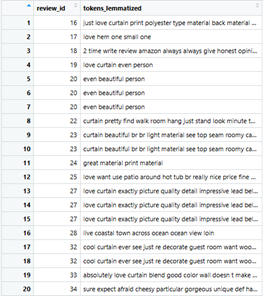 review_id tokens_lemmatized
1 16 just love curtain print polyester type material back material ...
2 17 love hem one small one
3 18 2 time write review amazon always always give honest opini...
4 19 love curtain even person
5 20 even beautiful person
6 20 even beautiful person
7 20 even beautiful person
8 22 curtain pretty find walk room hang just stand look minute t...
9 23 curtain beautiful br br light material see top seam roomy ca...
10 23 curtain beautiful br br light material see top seam roomy ca...
11 24 great material print material
12 25 love want use patio around hot tub br really nice price fine ...
13 27 love curtain exactly picture quality detail impressive lead bei...
14 27 love curtain exactly picture quality detail impressive lead bei...
15 27 love curtain exactly picture quality detail impressive lead bei...
16 28 live coastal town across ocean ocean view loin
17 32 cool curtain ever see just re decorate guest room want woo...
18 32 cool curtain ever see just re decorate guest room want woo...
19 33 absolutely love curtain blend good color wall doesn t make ...
20 34 sure expect afraid cheesy particular gorgeous unique def ha...